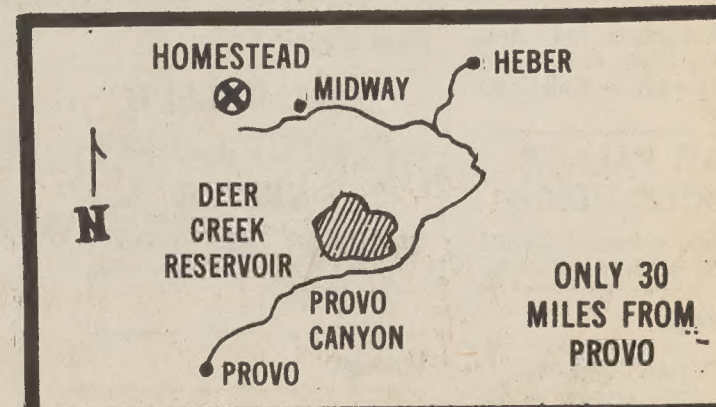 HOMESTEAD
HEBER
MIDWAY
N
DEER
CREEK
RESERVOIR
PROVO
CANYON
PROVO
ONLY 30
MILES FROM
PROVO